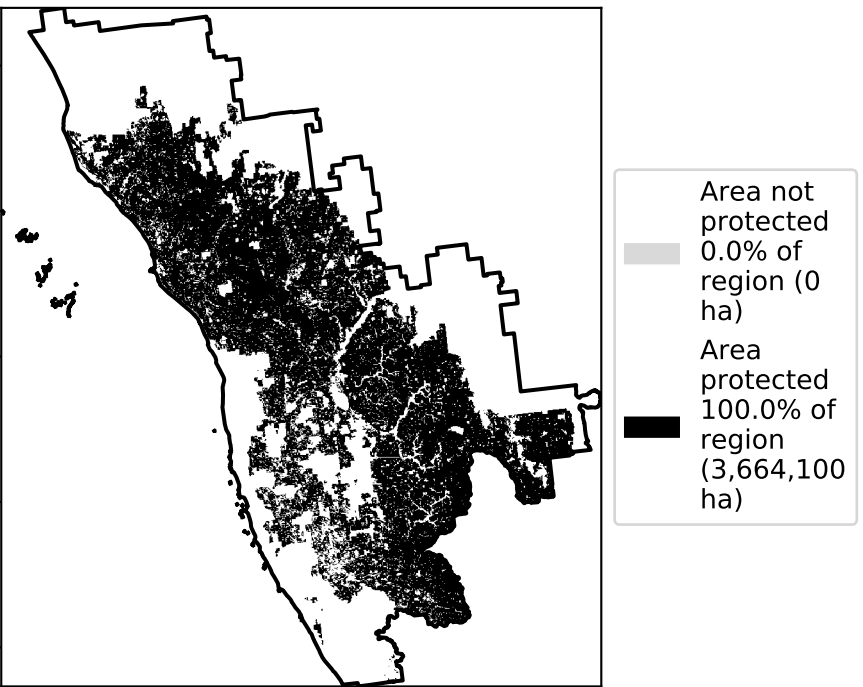 Area not
protected
0.0% of
region (0
ha)
Area
protected
100.0% of
region
(3,664,100
ha)